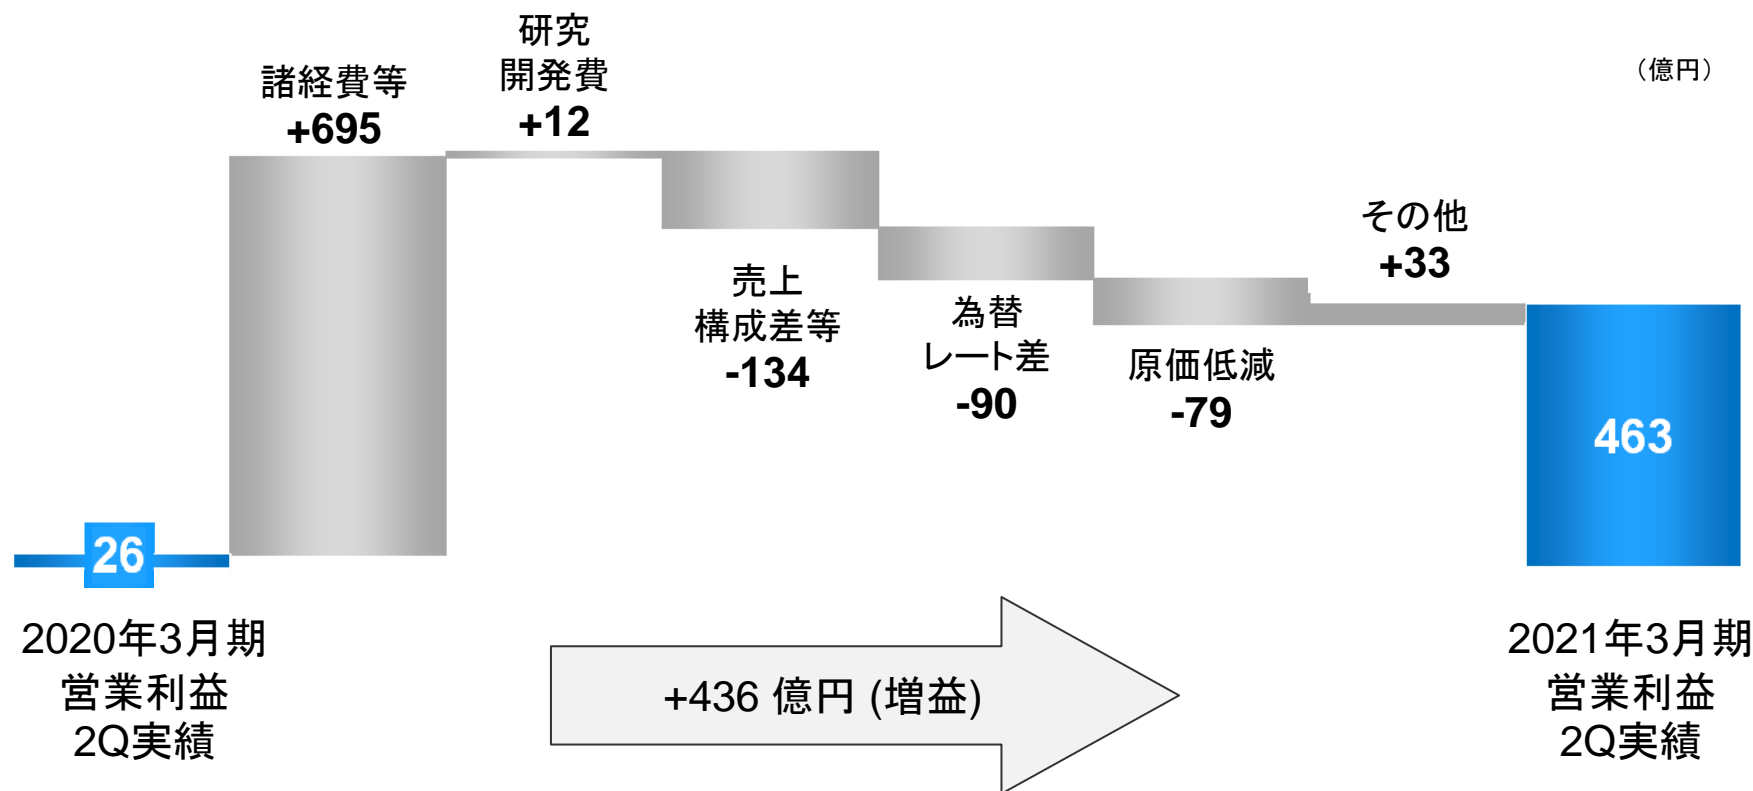 （億円）
諸経費等
+695
研究
開発費
+12
売上
構成差等
-134
為替
レート差
-90
原価低減
-79
その他
+33
26
463
2020年3月期
営業利益
2Q実績
+436 億円 (増益)
2021年3月期
営業利益
2Q実績